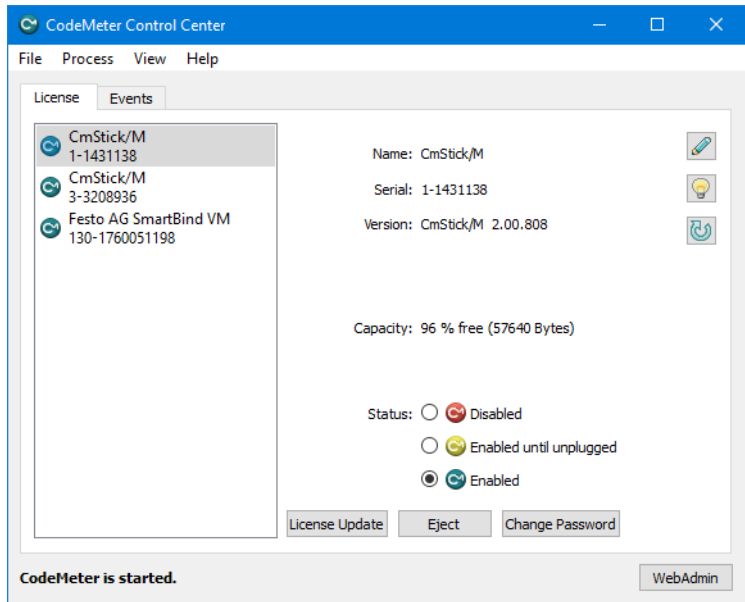 CodeMeter Control Center
File Process View Help
License Events
CmStick/M
1-1431138
CmStick/M
3-3208936
Festo AG SmartBind VM
130-1760051198
Name: CmStick/M
Serial: 1-1431138
Version: CmStick/M 2.00.808
Capacity: 96 % free (57640 Bytes)
Status: Disabled
Enabled until unplugged
Enabled
License Update Eject Change Password
CodeMeter is started. WebAdmin